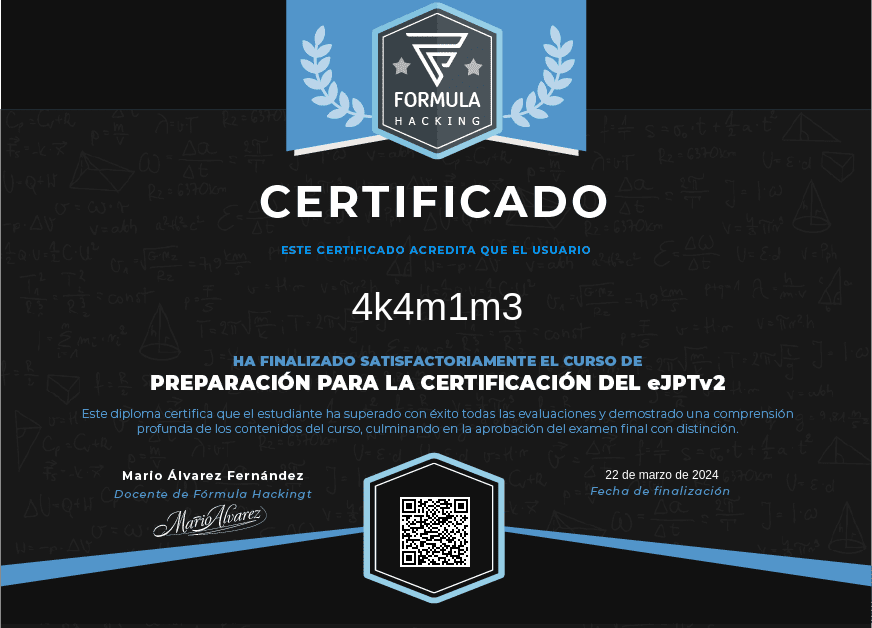 FORMULA
HACKING
CERTIFICADO
ESTE CERTIFICADO ACREDITA QUE EL USUARIO
4k4m1m3
HA FINALIZADO SATISFACTORIAMENTE EL CURSO DE
PREPARACIÓN PARA LA CERTIFICACIÓN DEL eJPTv2
Este diploma certifica que el estudiante ha superado con éxito todas las evaluaciones y demostrado una comprensión
profunda de los contenidos del curso, culminando en la aprobación del examen final con distinción.
Mario Álvarez Fernández
Docente de Fórmula Hackingt
MarioAlvarez
22 de marzo de 2024
Fecha de finalización